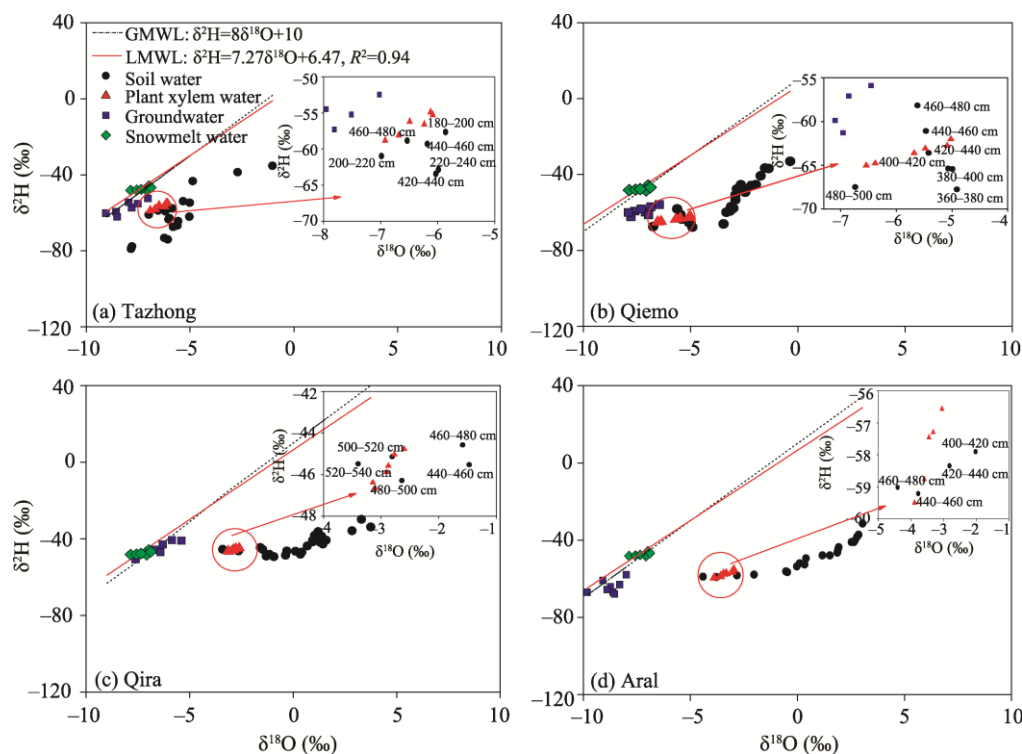 GMWL: δ²H=8δ¹⁸O+10
LMWL: δ²H=7.27δ¹⁸O+6.47, R²=0.94
Soil water
Plant xylem water
Groundwater
Snowmelt water
40
0
−40
−80
−120
δ²H (‰)
−10
−5
0
5
10
(a) Tazhong
−50
−55
−60
−65
−70
δ²H (‰)
−8
−7
−6
−5
δ¹⁸O (‰)
180–200 cm
460–480 cm
440–460 cm
200–220 cm
220–240 cm
420–440 cm
40
0
−40
−80
−120
δ²H (‰)
−10
−5
0
5
10
(b) Qiemo
−55
−60
−65
−70
δ²H (‰)
−7
−6
−5
−4
δ¹⁸O (‰)
460–480 cm
440–460 cm
420–440 cm
400–420 cm
380–400 cm
480–500 cm
360–380 cm
40
0
−40
−80
−120
δ²H (‰)
−10
−5
0
5
10
δ¹⁸O (‰)
(c) Qira
−42
−44
−46
−48
δ²H (‰)
−4
−3
−2
−1
δ¹⁸O (‰)
460–480 cm
500–520 cm
520–540 cm
440–460 cm
480–500 cm
40
0
−40
−80
−120
δ²H (‰)
−10
−5
0
5
10
δ¹⁸O (‰)
(d) Aral
−56
−57
−58
−59
−60
δ²H (‰)
−5
−4
−3
−2
−1
δ¹⁸O (‰)
400–420 cm
420–440 cm
460–480 cm
440–460 cm